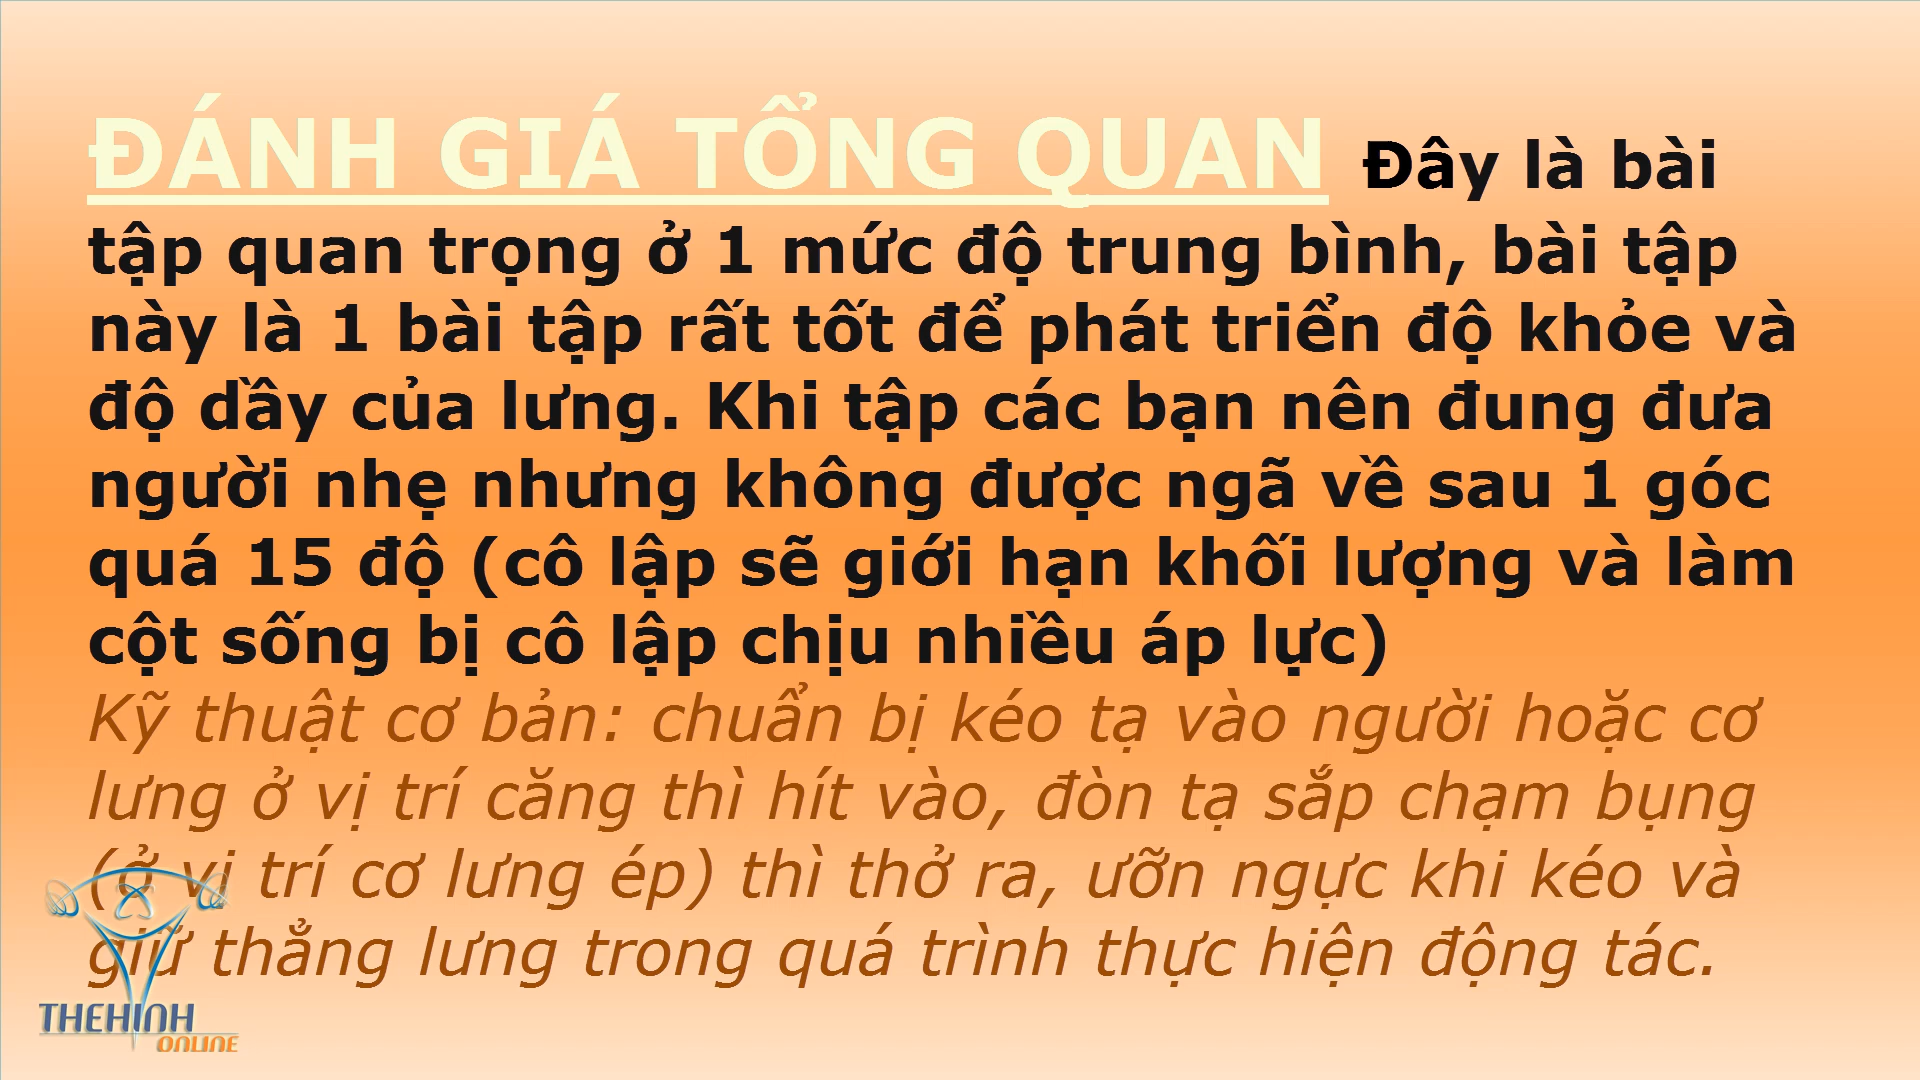 ĐÁNH GIÁ TỔNG QUAN Đây là bài
tập quan trọng ở 1 mức độ trung bình, bài tập
này là 1 bài tập rất tốt để phát triển độ khỏe và
độ dầy của lưng. Khi tập các bạn nên đung đưa
người nhẹ nhưng không được ngã về sau 1 góc
quá 15 độ (cô lập sẽ giới hạn khối lượng và làm
cột sống bị cô lập chịu nhiều áp lực)
Kỹ thuật cơ bản: chuẩn bị kéo tạ vào người hoặc cơ
lưng ở vị trí căng thì hít vào, đòn tạ sắp chạm bụng
(ở vị trí cơ lưng ép) thì thở ra, ưỡn ngực khi kéo và
giữ thẳng lưng trong quá trình thực hiện động tác.
THEHINH
ONLINE